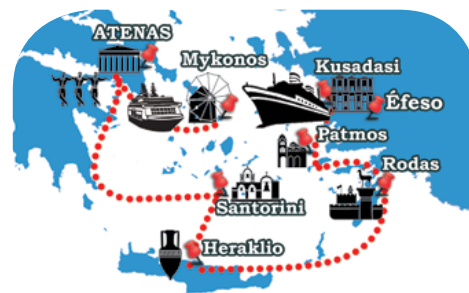 ATENAS
Mykonos
Kusadasi
Éfeso
Patmos
Rodas
Santorini
Heraklio